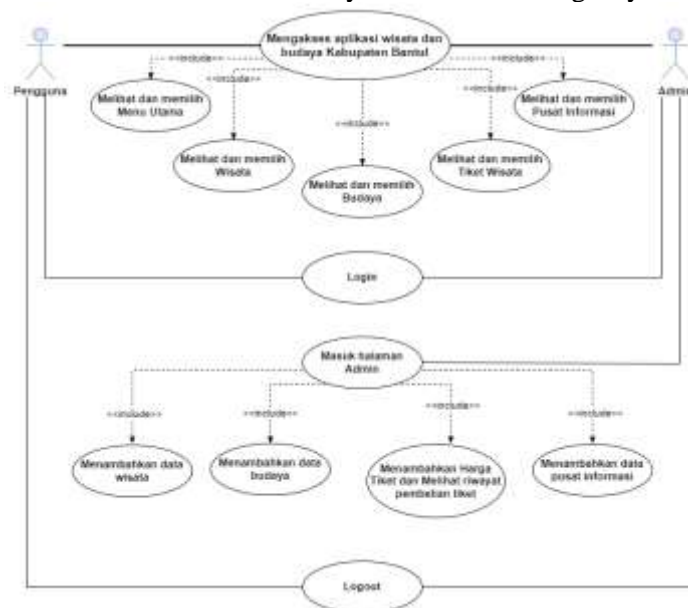 Mengakses aplikasi wisata dan
budaya Kabupaten Bantul
Pengguna
Admin
<<include>>
<<include>>
<<include>>
<<include>>
<<include>>
Melihat dan memilih
Menu Utama
Melihat dan memilih
Pusat Informasi
Melihat dan memilih
Wisata
Melihat dan memilih
Tiket Wisata
Melihat dan memilih
Budaya
Login
Masuk halaman
Admin
<<include>>
<<include>>
<<include>>
<<include>>
Menambahkan data
wisata
Menambahkan data
budaya
Menambahkan Harga
Tiket dan Melihat riwayat
pembelian tiket
Menambahkan data
pusat informasi
Logout